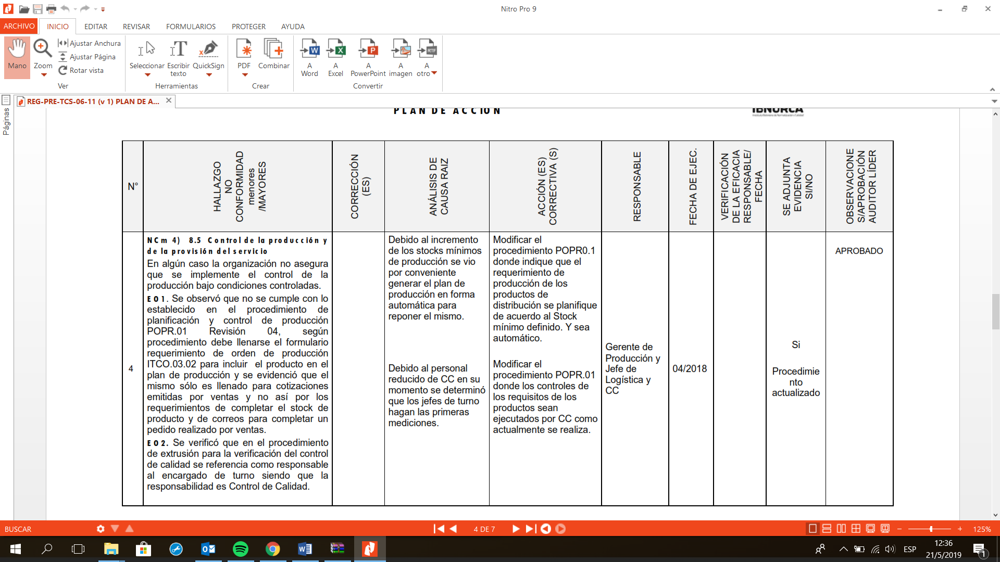 Nitro Pro 9
ARCHIVO
INICIO
EDITAR
REVISAR
FORMULARIOS
PROTEGER
AYUDA
Mano
Zoom
Ajustar Anchura
Ajustar Página
Rotar vista
Ver
Seleccionar
Escribir
texto
QuickSign
Herramientas
PDF
Combinar
Crear
A
Word
A
Excel
A
PowerPoint
A
imagen
A
otro
Convertir
Páginas
REG-PRE-TCS-06-11 (v 1) PLAN DE A...
PLAN DE ACCIÓN
IBNORCA
N°
HALLAZGO
NO
CONFORMIDAD
menores
/MAYORES
CORRECCIÓN
(ES)
ANÁLISIS DE
CAUSA RAIZ
ACCIÓN (ES)
CORRECTIVA (S)
RESPONSABLE
FECHA DE EJEC.
VERIFICACIÓN
DE LA EFICACIA
RESPONSABLE/
FECHA
SE ADJUNTA
EVIDENCIA
SI/NO
OBSERVACIONE
S/APROBACIÓN
AUDITOR LÍDER
4
NCm 4) 8.5 Control de la producción y
de la provisión del servicio
En algún caso la organización no asegura
que se implemente el control de la
producción bajo condiciones controladas.
E01. Se observó que no se cumple con lo
establecido en el procedimiento de
planificación y control de producción
POPR.01 Revisión 04, según
procedimiento debe llenarse el formulario
requerimiento de orden de producción
ITCO.03.02 para incluir el producto en el
plan de producción y se evidenció que el
mismo sólo es llenado para cotizaciones
emitidas por ventas y no así por los
requerimientos de completar el stock de
producto y de correos para completar un
pedido realizado por ventas.
E02. Se verificó que en el procedimiento
de extrusión para la verificación del control
de calidad se referencia como responsable
al encargado de turno siendo que la
responsabilidad es Control de Calidad.
Debido al incremento
de los stocks mínimos
de producción se vio
por conveniente
generar el plan de
producción en forma
automática para
reponer el mismo.
Debido al personal
reducido de CC en su
momento se determinó
que los jefes de turno
hagan las primeras
mediciones.
Modificar el
procedimiento POPR0.1
donde indique que el
requerimiento de
producción de los
productos de
distribución se planifique
de acuerdo al Stock
mínimo definido. Y sea
automático.
Modificar el
procedimiento POPR.01
donde los controles de
los requisitos de los
productos sean
ejecutados por CC como
actualmente se realiza.
Gerente de
Producción y
Jefe de
Logística y
CC
04/2018
Si
Procedimie
nto
actualizado
APROBADO
BUSCAR
4 DE 7
125%
ESP
12:36
21/5/2019
1